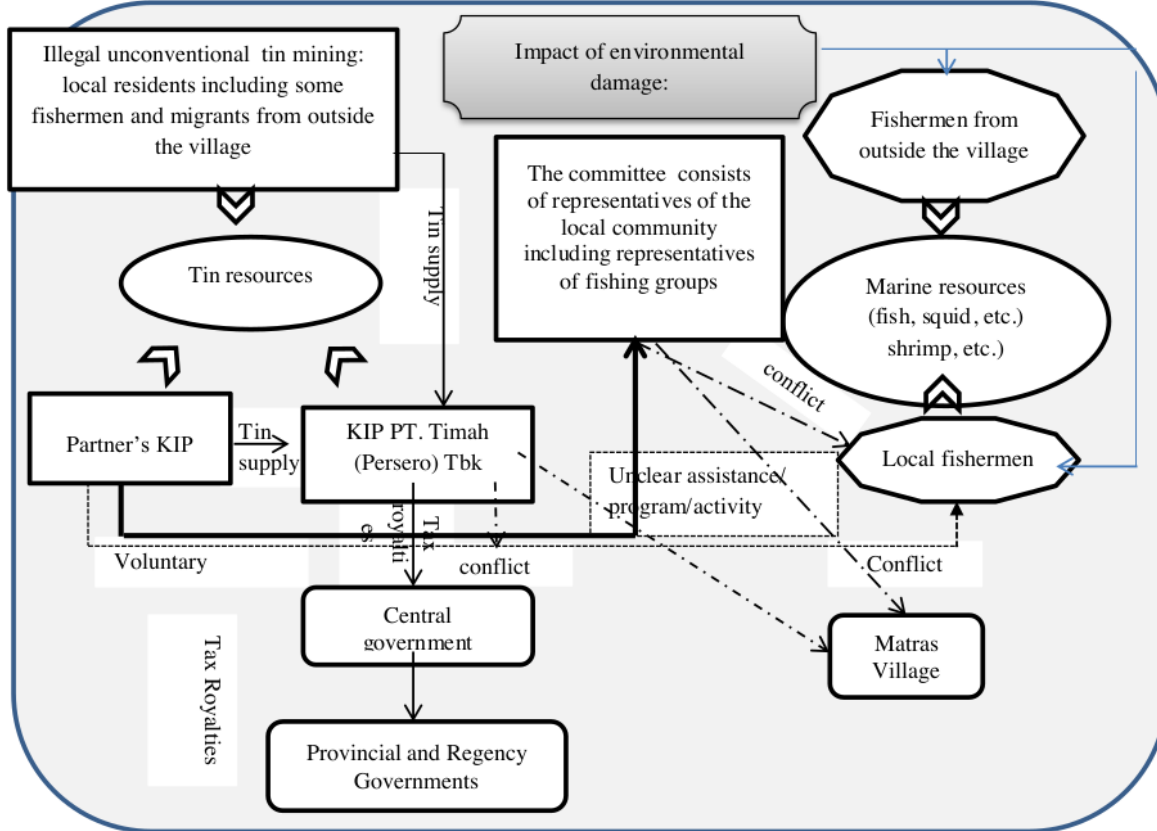 Illegal unconventional tin mining:
local residents including some
fishermen and migrants from outside
the village
Impact of environmental
damage:
Fishermen from
outside the village
The committee consists
of representatives of the
local community
including representatives
of fishing groups
Tin supply
Tin resources
Marine resources
(fish, squid, etc.)
shrimp, etc.)
conflict
Partner's KIP
Tin
supply
KIP PT. Timah
(Persero) Tbk
Local fishermen
Unclear assistance/
program/activity
Tax
royalti
es
Voluntary
conflict
Conflict
Central
government
Matras
Village
Tax Royalties
Provincial and Regency
Governments